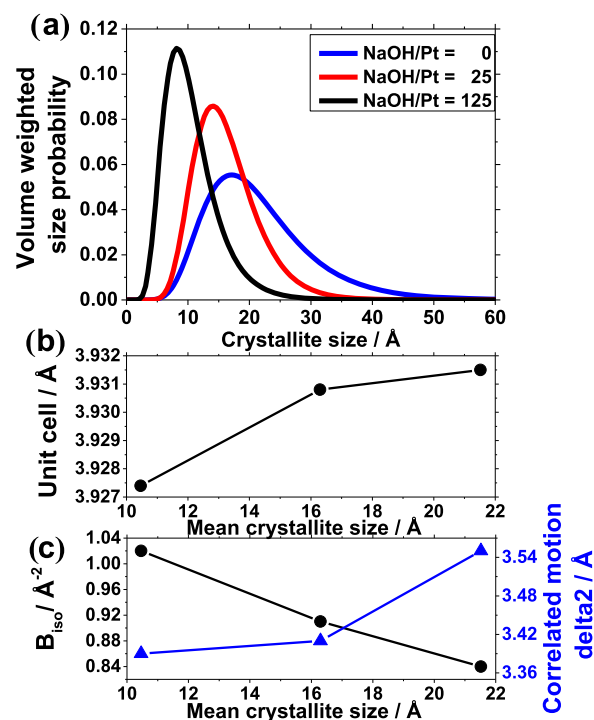 (a)
0.12
0.10
0.08
0.06
0.04
0.02
0.00
Volume weighted
size probability
NaOH/Pt = 0
NaOH/Pt = 25
NaOH/Pt = 125
0 10 20 30 40 50 60
Crystallite size / Å
(b)
3.932
3.931
3.930
3.929
3.928
3.927
Unit cell / Å
10 12 14 16 18 20 22
Mean crystallite size / Å
(c)
1.04
1.00
0.96
0.92
0.88
0.84
B_iso / Å⁻²
3.54
3.48
3.42
3.36
Correlated motion
delta2 / Å
10 12 14 16 18 20 22
Mean crystallite size / Å